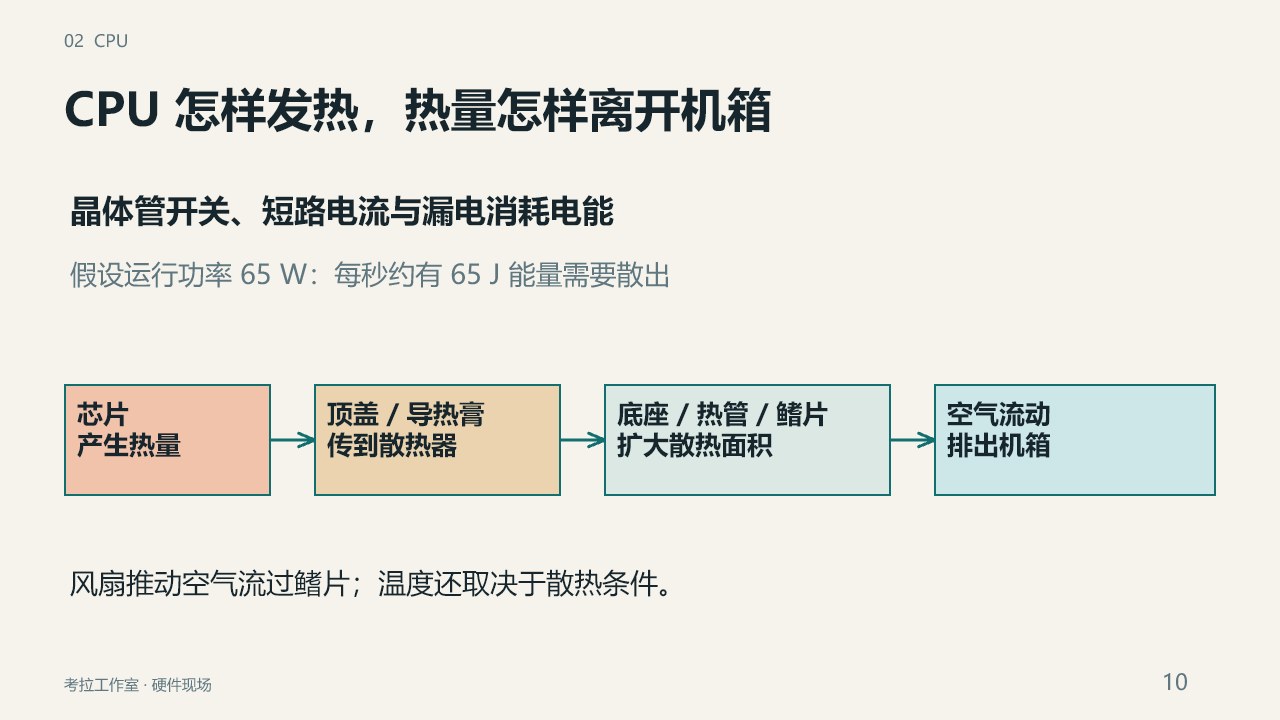 02 CPU
CPU 怎样发热，热量怎样离开机箱
晶体管开关、短路电流与漏电消耗电能
假设运行功率 65 W：每秒约有 65 J 能量需要散出
芯片
产生热量
顶盖 / 导热膏
传到散热器
底座 / 热管 / 鳍片
扩大散热面积
空气流动
排出机箱
风扇推动空气流过鳍片；温度还取决于散热条件。
考拉工作室 · 硬件现场
10